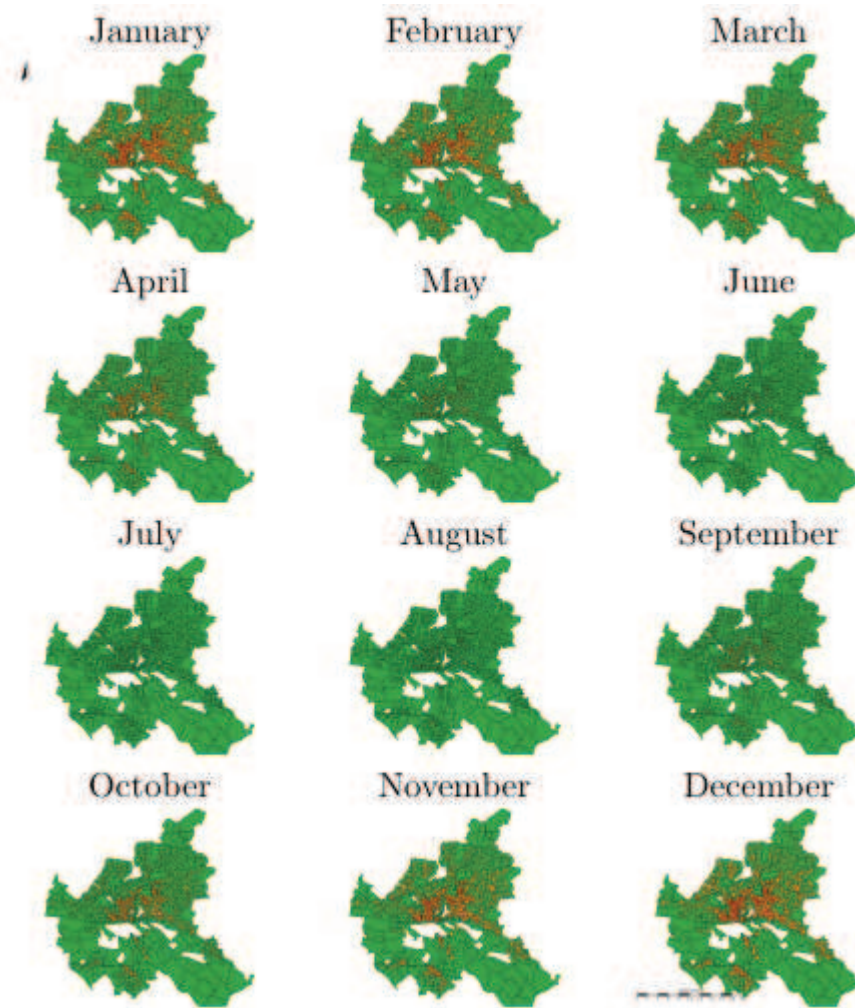 January February March
April May June
July August September
October November December